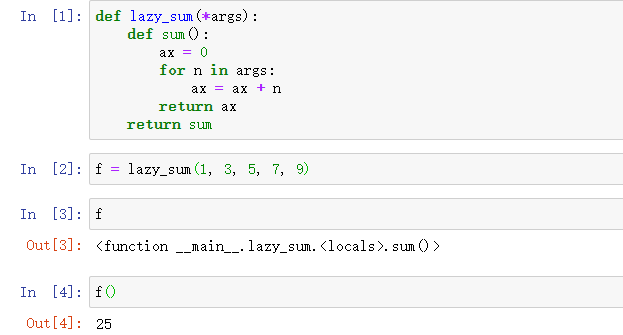 In [1]: def lazy_sum(*args):
    def sum():
        ax = 0
        for n in args:
            ax = ax + n
        return ax
    return sum
In [2]: f = lazy_sum(1, 3, 5, 7, 9)
In [3]: f
Out[3]: <function __main__.lazy_sum.<locals>.sum()>
In [4]: f()
Out[4]: 25